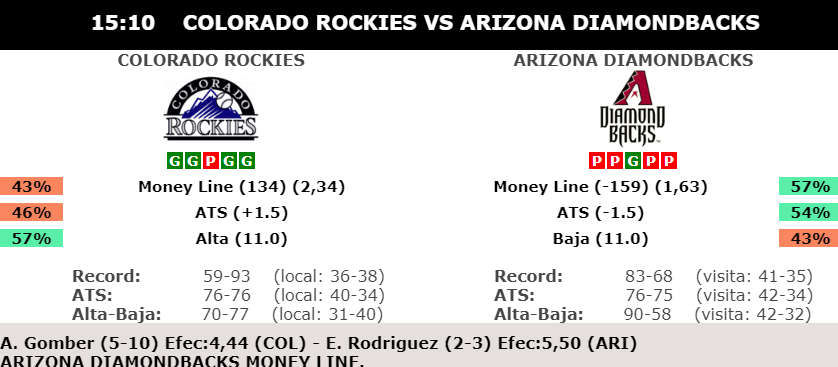 15:10 COLORADO ROCKIES VS ARIZONA DIAMONDBACKS
COLORADO ROCKIES ARIZONA DIAMONDBACKS
COLORADO
ROCKIES
DIAMOND
BACKS
G G P G G P P G P P
43% Money Line (134) (2,34) Money Line (-159) (1,63) 57%
46% ATS (+1.5) ATS (-1.5) 54%
57% Alta (11.0) Baja (11.0) 43%
Record: 59-93 (local: 36-38) Record: 83-68 (visita: 41-35)
ATS: 76-76 (local: 40-34) ATS: 76-75 (visita: 42-34)
Alta-Baja: 70-77 (local: 31-40) Alta-Baja: 90-58 (visita: 42-32)
A. Gomber (5-10) Efec:4,44 (COL) - E. Rodriguez (2-3) Efec:5,50 (ARI)
ARIZONA DIAMONDBACKS MONEY LINE.